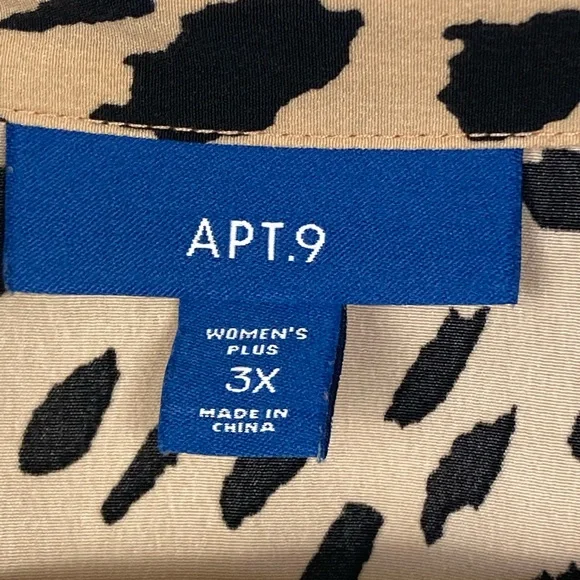 APT.9
WOMEN'S
PLUS
3X
MADE IN
CHINA